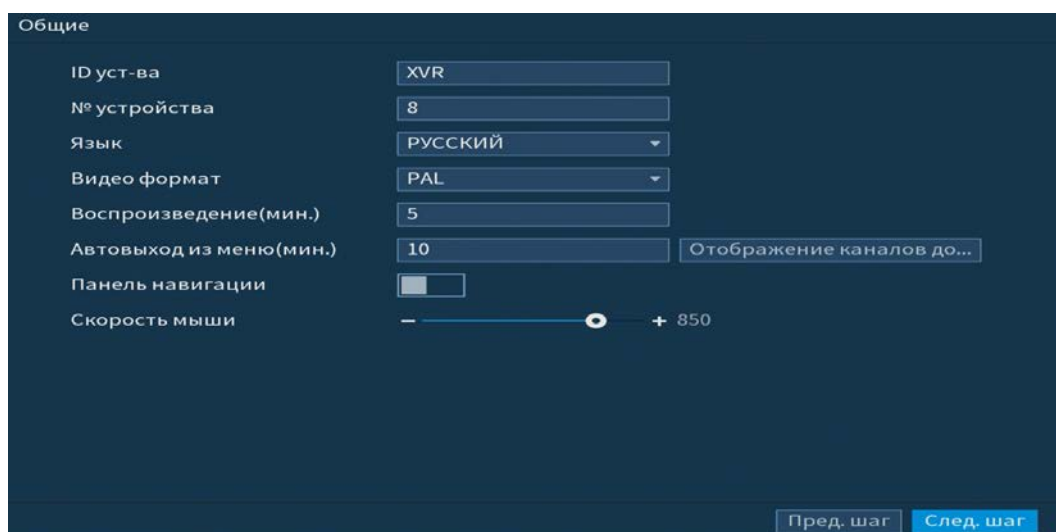 Общие
ID уст-ва XVR
№ устройства 8
Язык РУССКИЙ
Видео формат PAL
Воспроизведение(мин.) 5
Автовыход из меню(мин.) 10 Отображение каналов до...
Панель навигации
Скорость мыши − + 850
Пред. шаг След. шаг